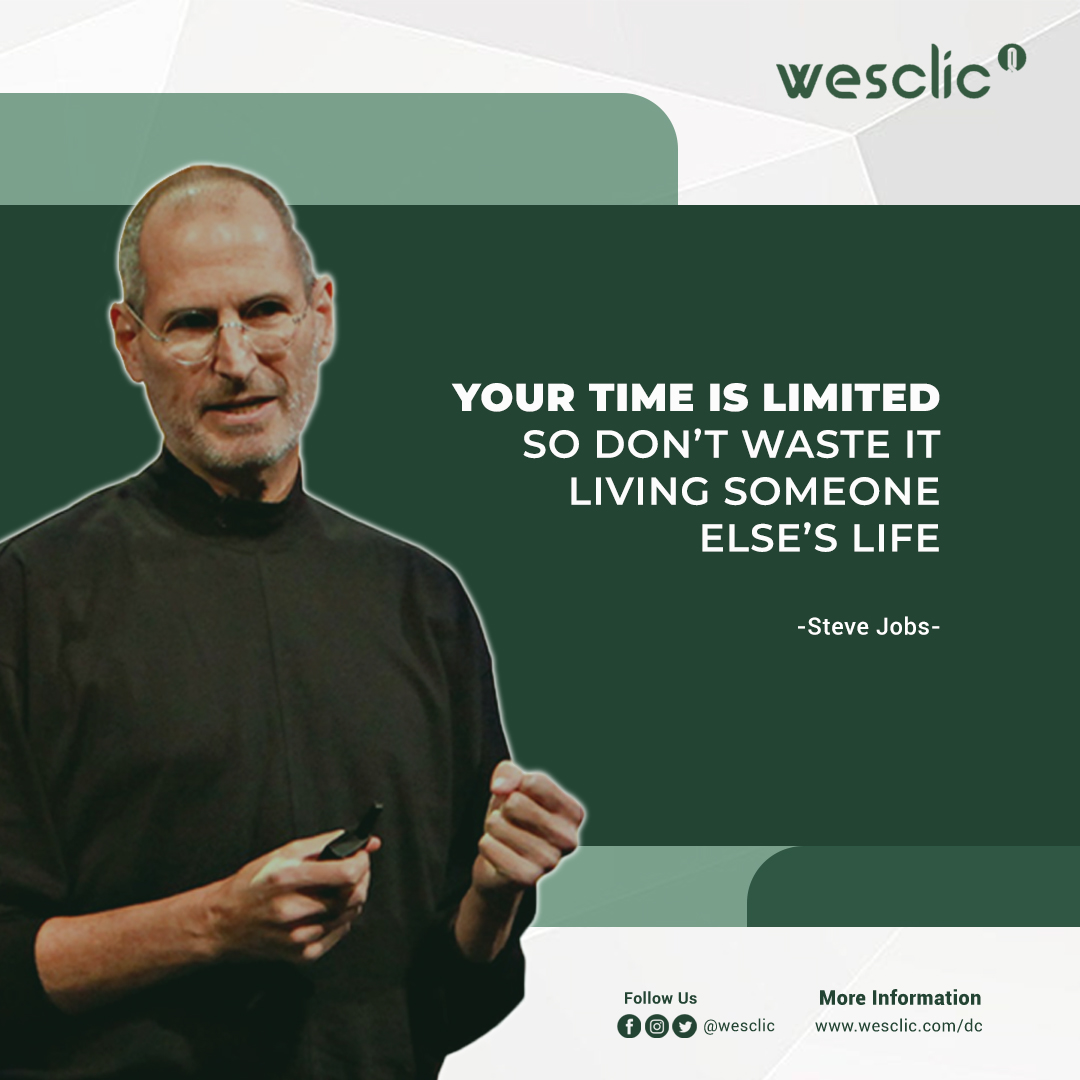 wesclic
YOUR TIME IS LIMITED
SO DON'T WASTE IT
LIVING SOMEONE
ELSE'S LIFE
-Steve Jobs-
Follow Us
@wesclic
More Information
www.wesclic.com/dc